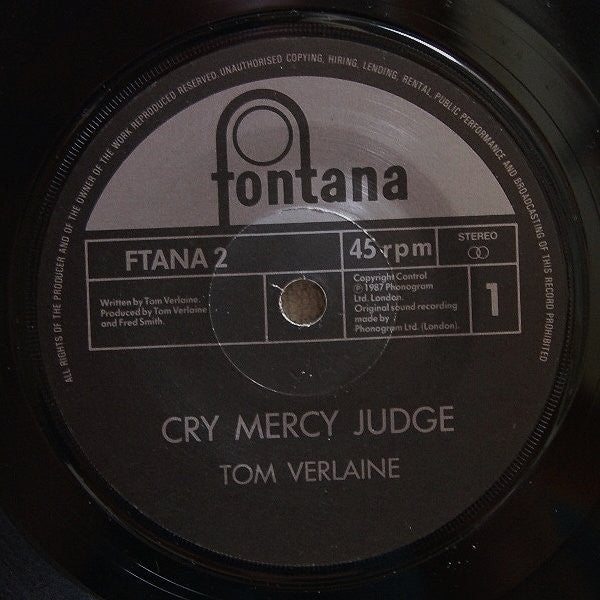 ALL RIGHTS OF THE PRODUCER AND OF THE OWNER OF THE WORK REPRODUCED RESERVED. UNAUTHORISED COPYING, HIRING, LENDING, RENTAL, PUBLIC PERFORMANCE AND BROADCASTING OF THIS RECORD PROHIBITED
fontana
FTANA 2
45 rpm
STEREO
Written by Tom Verlaine.
Produced by Tom Verlaine
and Fred Smith.
Copyright Control
Ⓟ 1987 Phonogram
Ltd. London.
Original sound recording
made by
Phonogram Ltd. (London).
1
CRY MERCY JUDGE
TOM VERLAINE